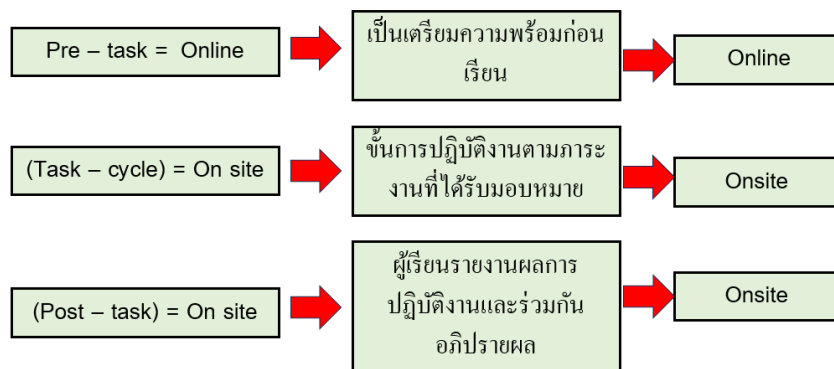 Pre – task = Online
เป็นเตรียมความพร้อมก่อน
เรียน
Online
(Task – cycle) = On site
ขั้นการปฏิบัติงานตามภาระ
งานที่ได้รับมอบหมาย
Onsite
(Post – task) = On site
ผู้เรียนรายงานผลการ
ปฏิบัติงานและร่วมกัน
อภิปรายผล
Onsite